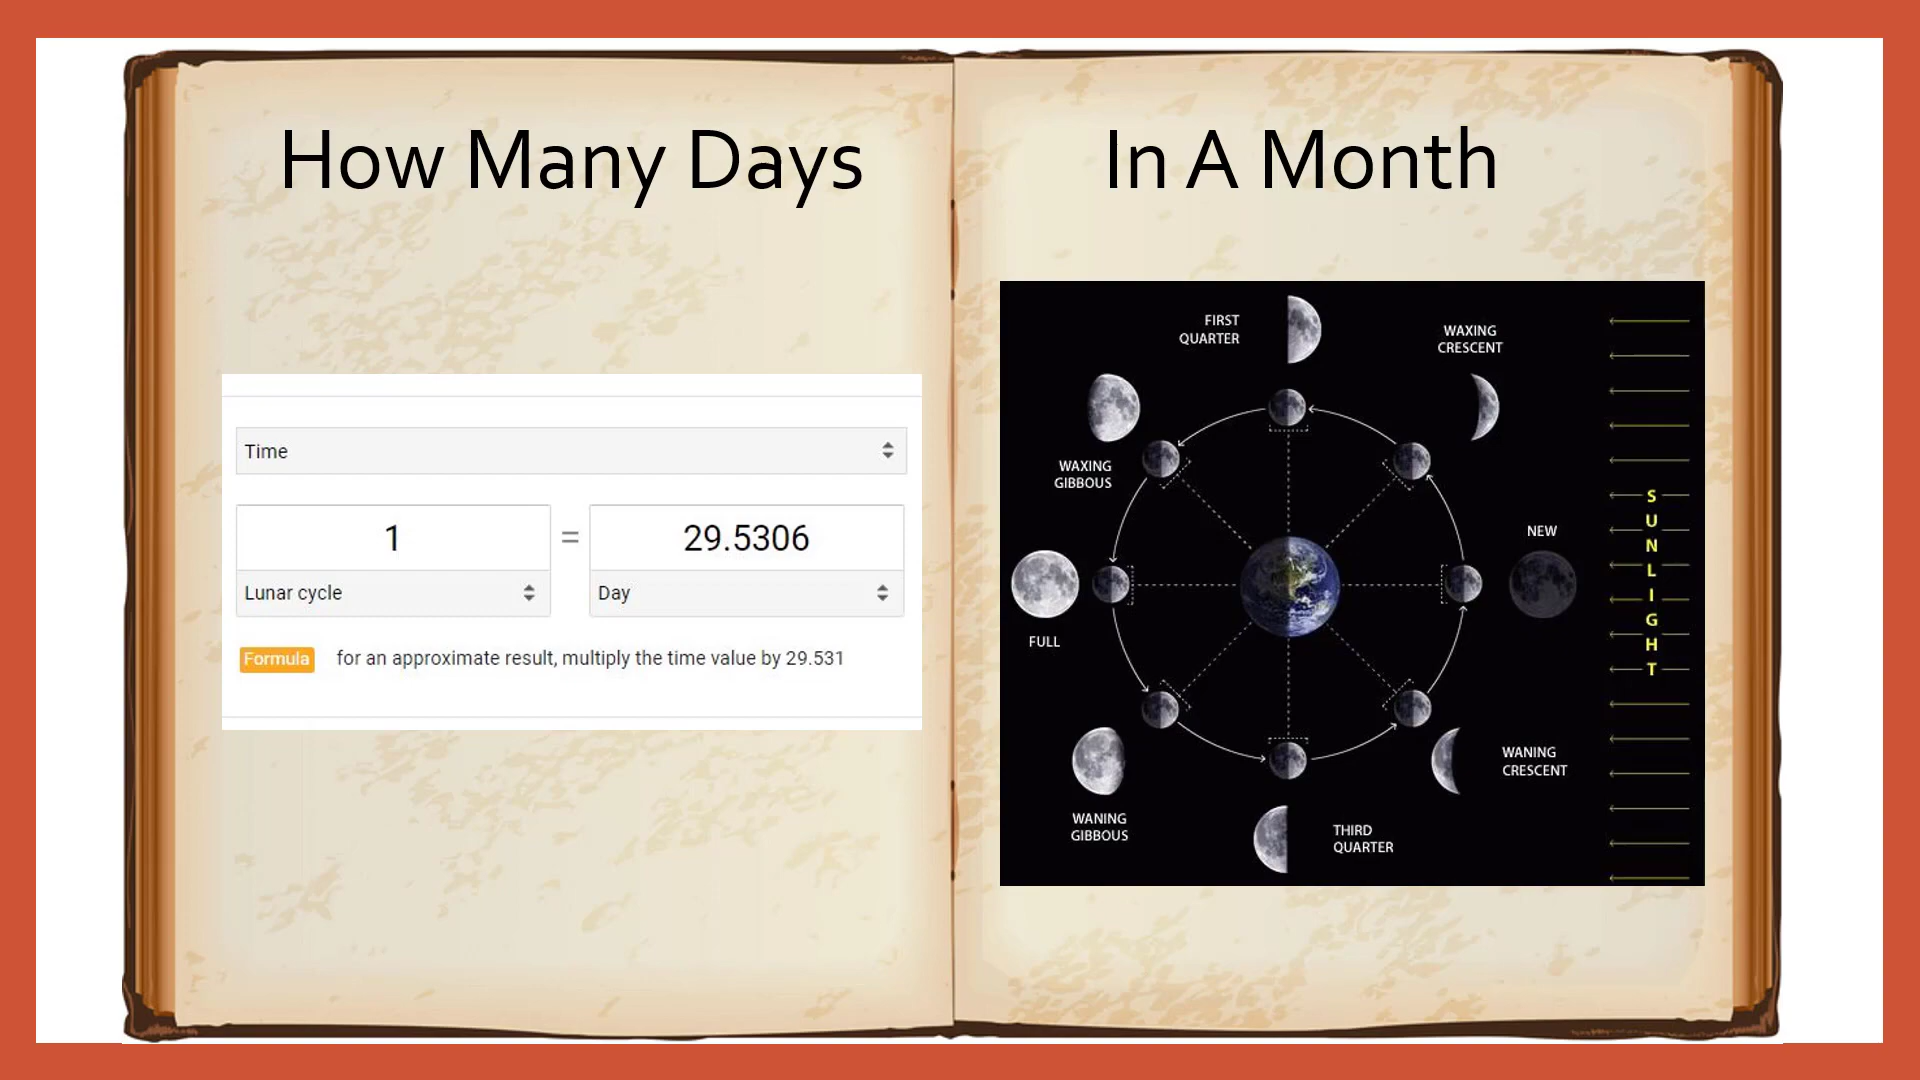 How Many Days
In A Month
Time
1
=
29.5306
Lunar cycle
Day
Formula for an approximate result, multiply the time value by 29.531
FIRST
QUARTER
WAXING
CRESCENT
WAXING
GIBBOUS
NEW
FULL
WANING
GIBBOUS
THIRD
QUARTER
WANING
CRESCENT
SUNLIGHT